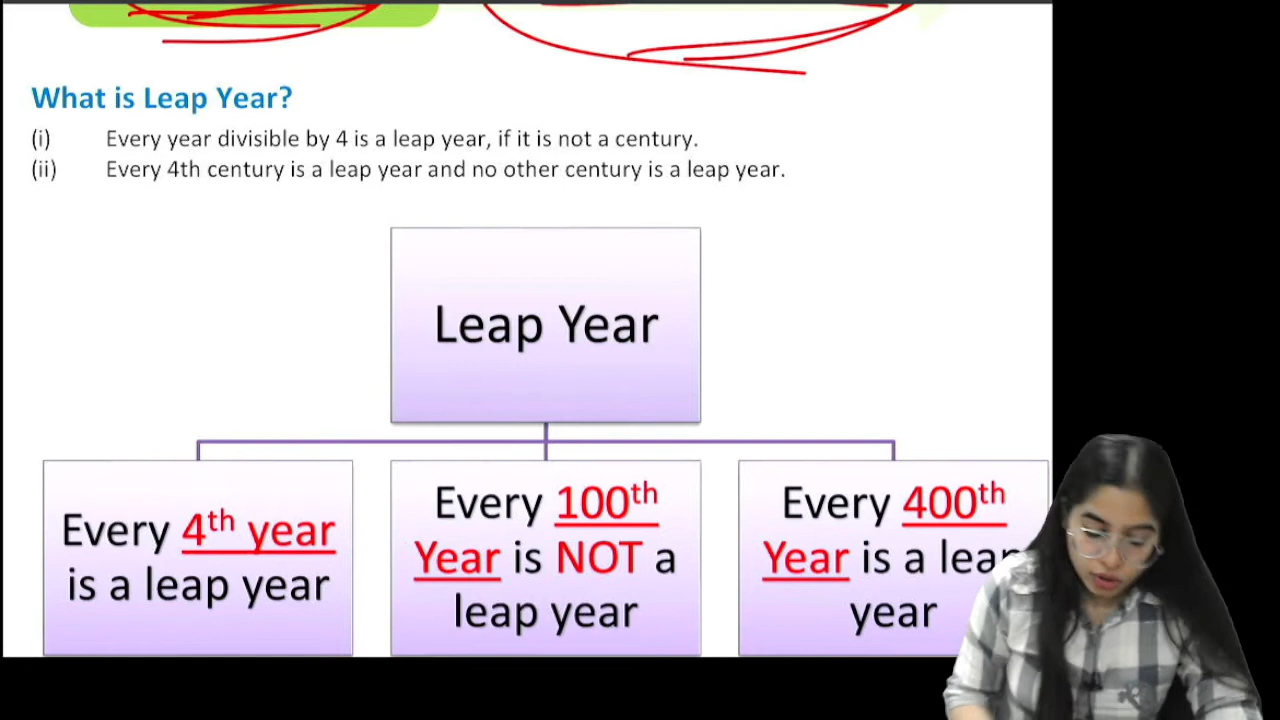 What is Leap Year?
(i) Every year divisible by 4 is a leap year, if it is not a century.
(ii) Every 4th century is a leap year and no other century is a leap year.
Leap Year
Every 4th year
is a leap year
Every 100th
Year is NOT a
leap year
Every 400th
Year is a leap
year